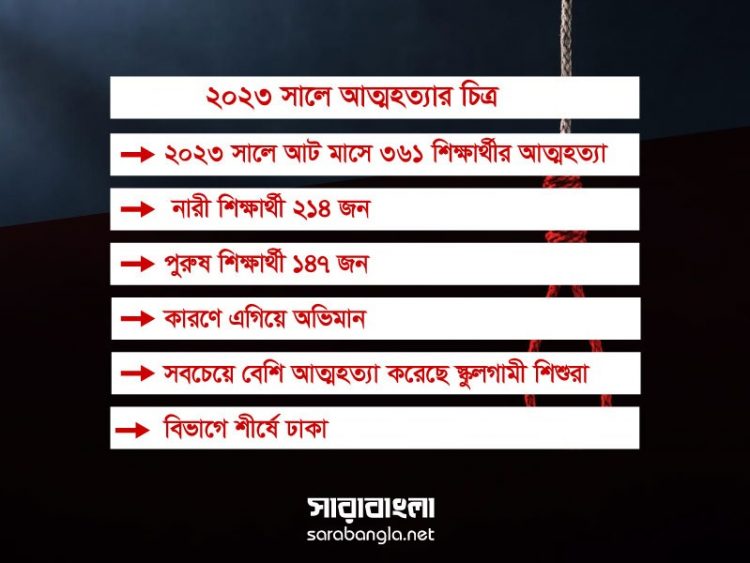 ২০২৩ সালে আত্মহত্যার চিত্র
২০২৩ সালে আট মাসে ৩৬১ শিক্ষার্থীর আত্মহত্যা
নারী শিক্ষার্থী ২১৪ জন
পুরুষ শিক্ষার্থী ১৪৭ জন
কারণে এগিয়ে অভিমান
সবচেয়ে বেশি আত্মহত্যা করেছে স্কুলগামী শিশুরা
বিভাগে শীর্ষে ঢাকা
সারাবাংলা
sarabangla.net